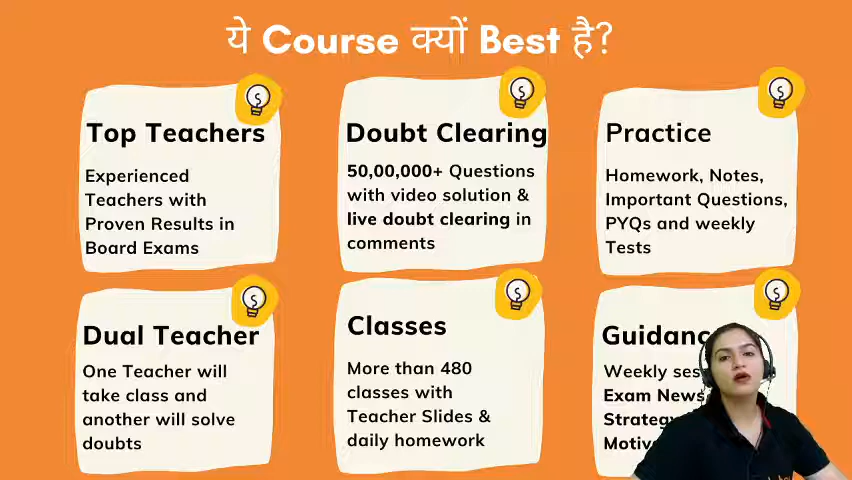 ये Course क्यों Best है?
Top Teachers
Experienced
Teachers with
Proven Results in
Board Exams
Doubt Clearing
50,00,000+ Questions
with video solution &
live doubt clearing in
comments
Practice
Homework, Notes,
Important Questions,
PYQs and weekly
Tests
Dual Teacher
One Teacher will
take class and
another will solve
doubts
Classes
More than 480
classes with
Teacher Slides &
daily homework
Weekly
Exam News